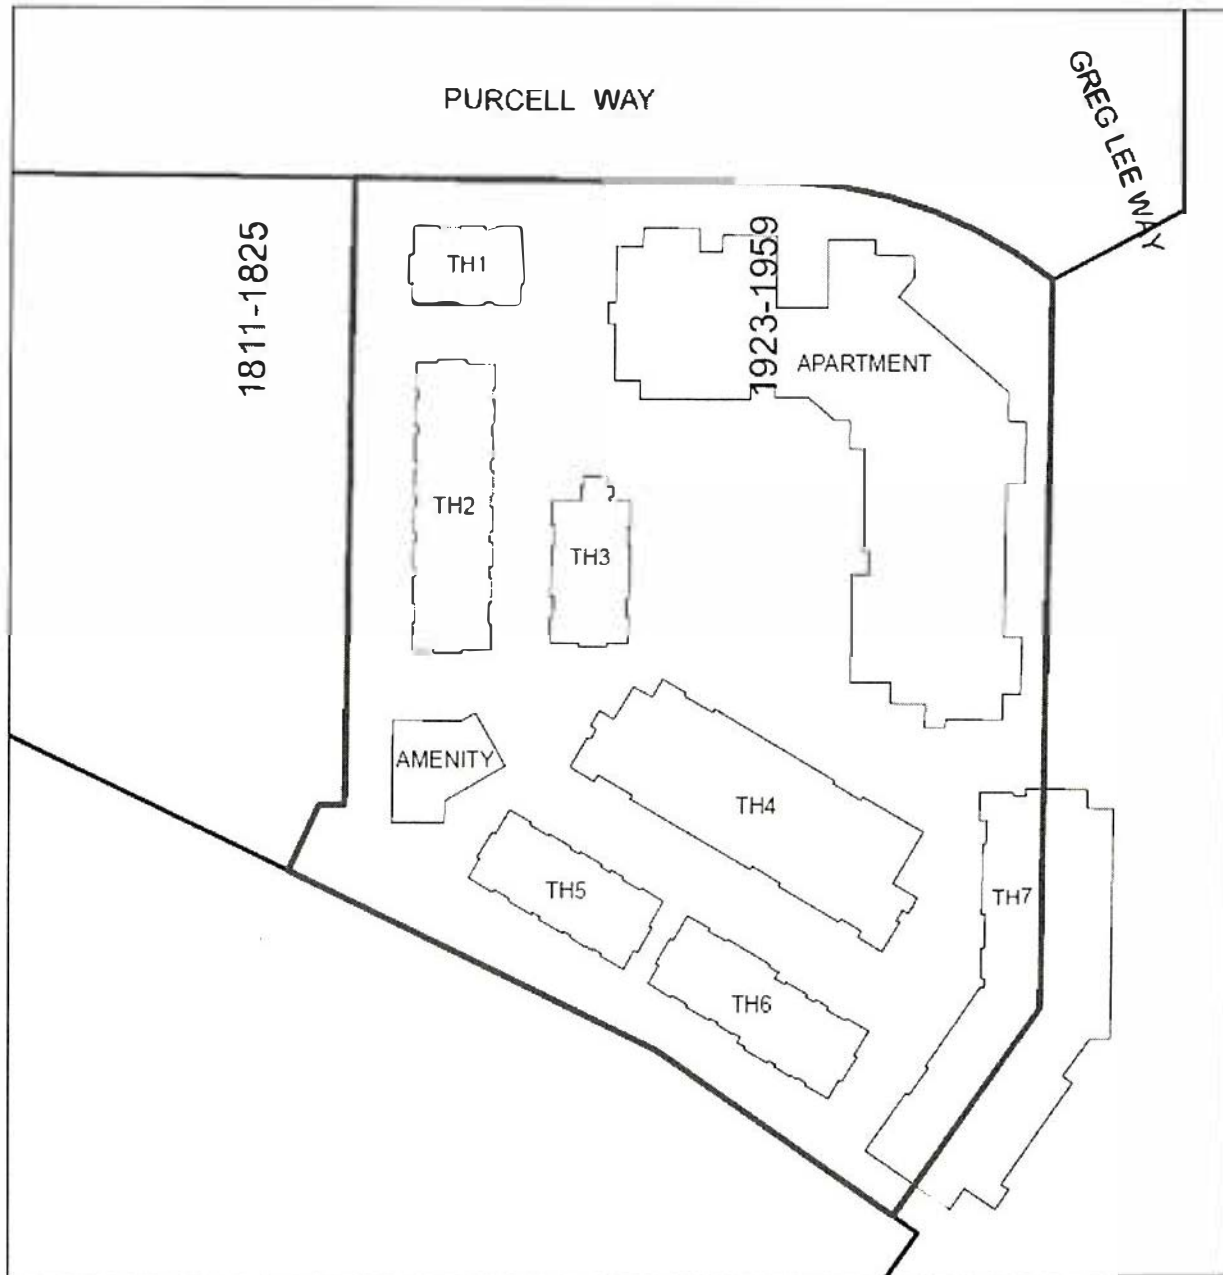 PURCELL WAY
GREG LEE WAY
1811-1825
TH1
1923-1959
APARTMENT
TH2
TH3
AMENITY
TH4
TH5
TH7
TH6